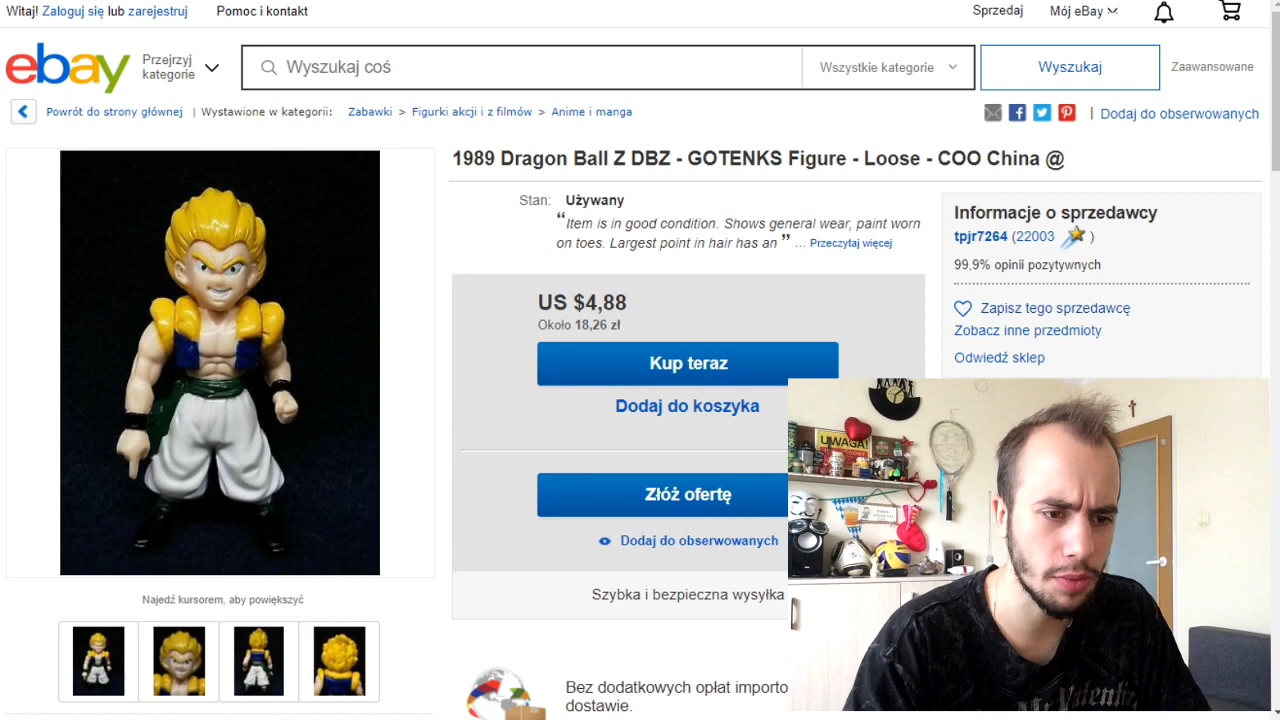 Witaj! Zaloguj się lub zarejestruj
Pomoc i kontakt
Sprzedaj
Mój eBay
ebay
Przejrzyj
kategorie
Wyszukaj coś
Wszystkie kategorie
Wyszukaj
Zaawansowane
Powrót do strony głównej | Wystawione w kategorii: Zabawki > Figurki akcji i z filmów > Anime i manga
| Dodaj do obserwowanych
1989 Dragon Ball Z DBZ - GOTENKS Figure - Loose - COO China @
Stan: Używany
“Item is in good condition. Shows general wear, paint worn
on toes. Largest point in hair has an ” ... Przeczytaj więcej
US $4,88
Około 18,26 zł
Kup teraz
Dodaj do koszyka
Złóż ofertę
Dodaj do obserwowanych
Szybka i bezpieczna wysyłka
Bez dodatkowych opłat importo
dostawie.
Informacje o sprzedawcy
tpjr7264 (22003 )
99,9% opinii pozytywnych
Zapisz tego sprzedawcę
Zobacz inne przedmioty
Odwiedź sklep
Najedź kursorem, aby powiększyć
UWAGA!